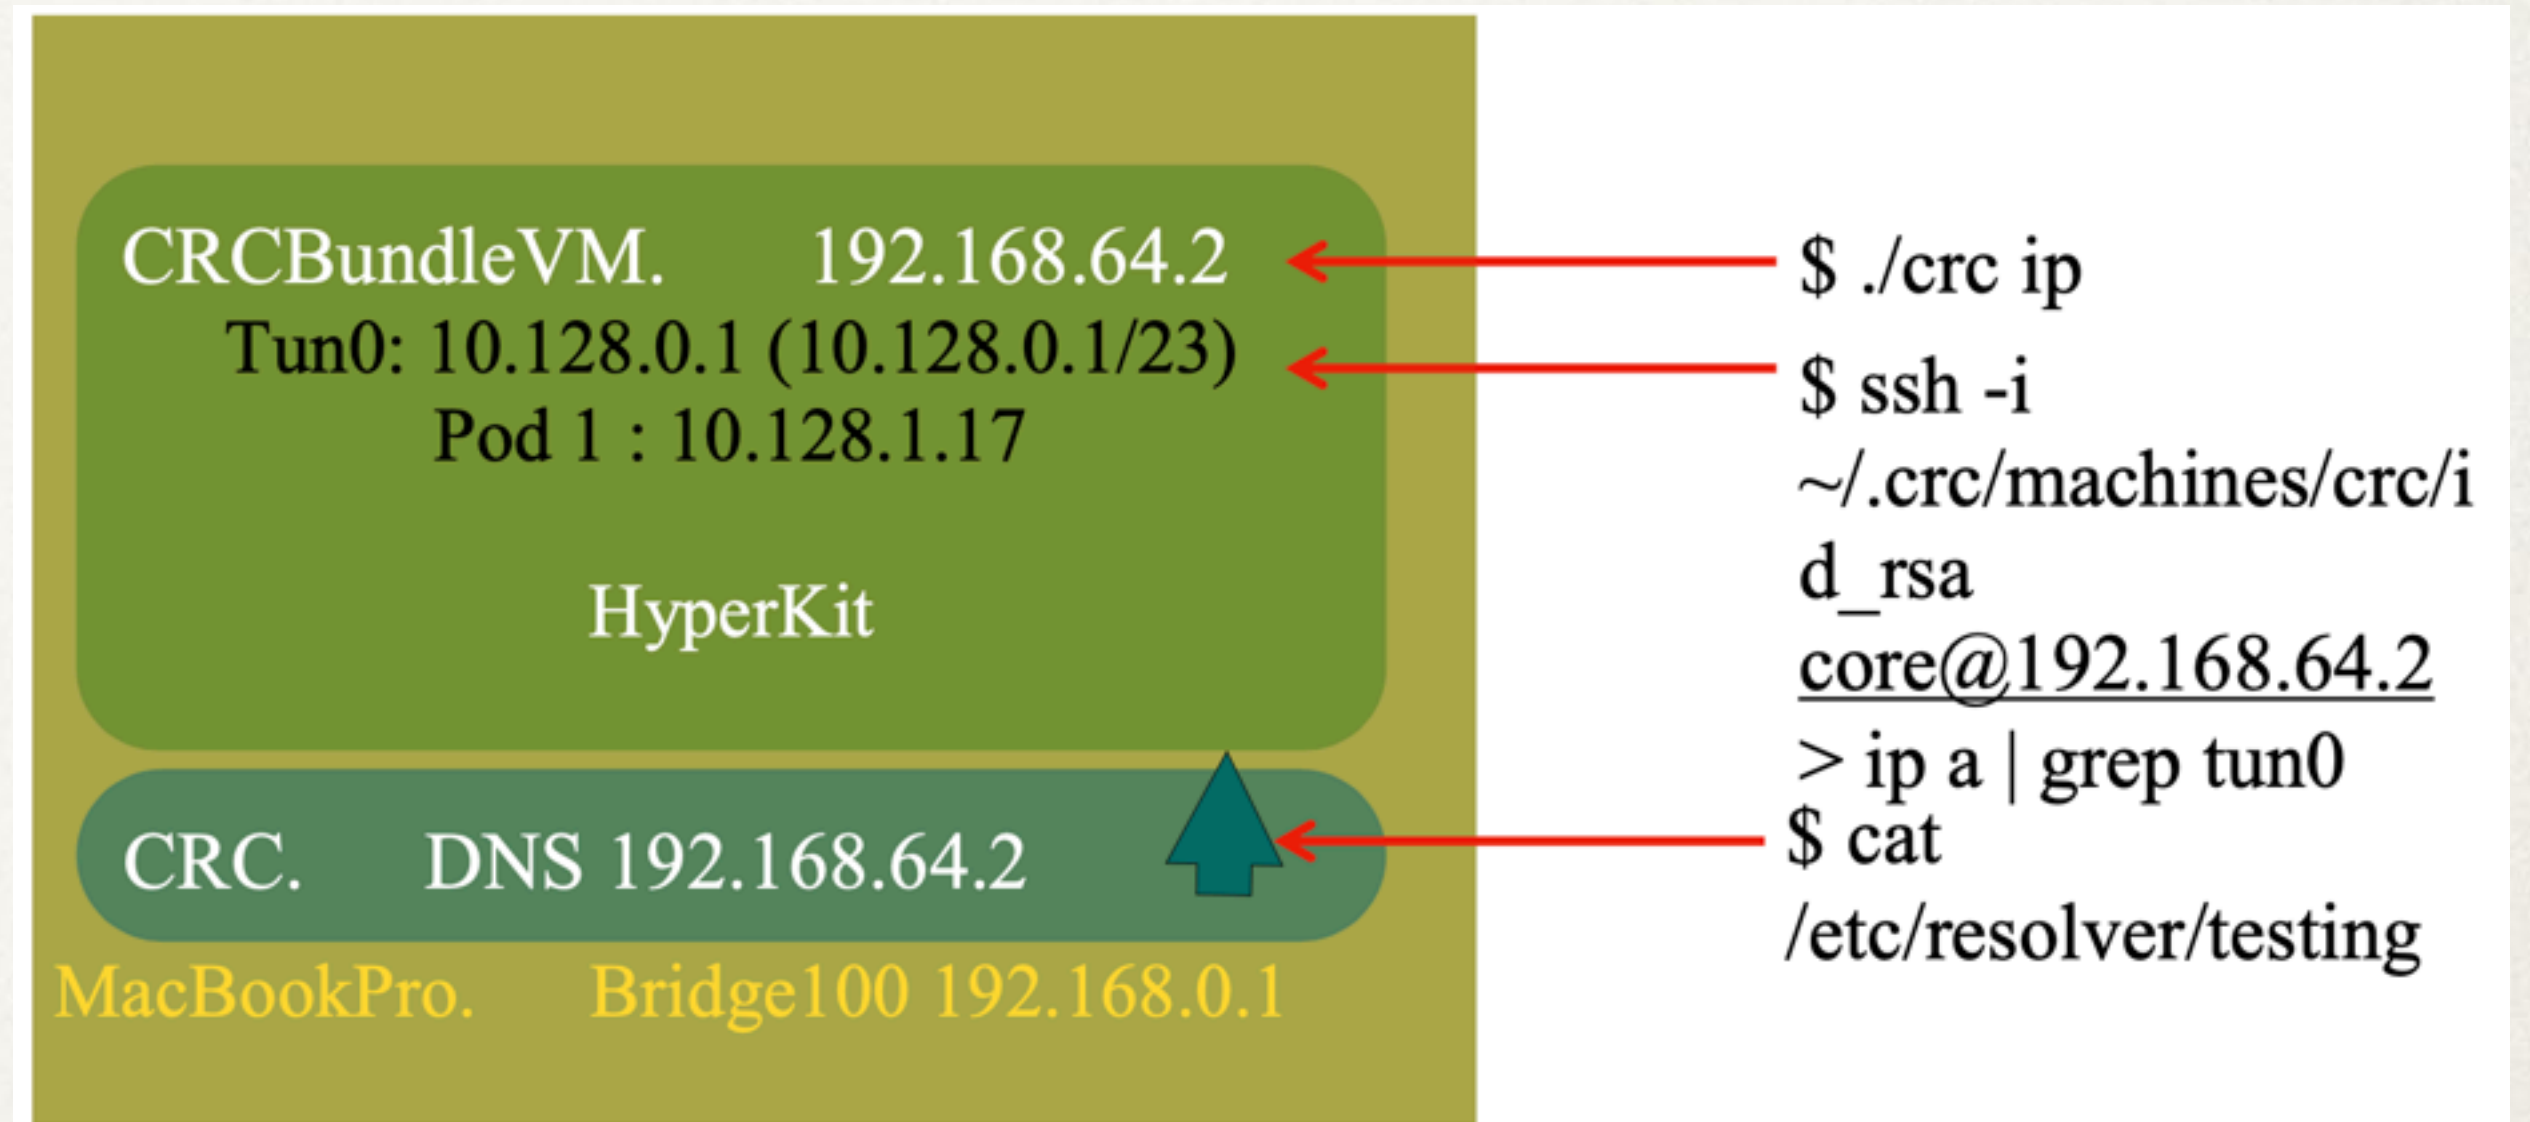 CRCBundleVM. 192.168.64.2
Tun0: 10.128.0.1 (10.128.0.1/23)
Pod 1 : 10.128.1.17
HyperKit
CRC. DNS 192.168.64.2
MacBookPro. Bridge100 192.168.0.1
$ ./crc ip
$ ssh -i
~/.crc/machines/crc/i
d_rsa
core@192.168.64.2
> ip a | grep tun0
$ cat
/etc/resolver/testing